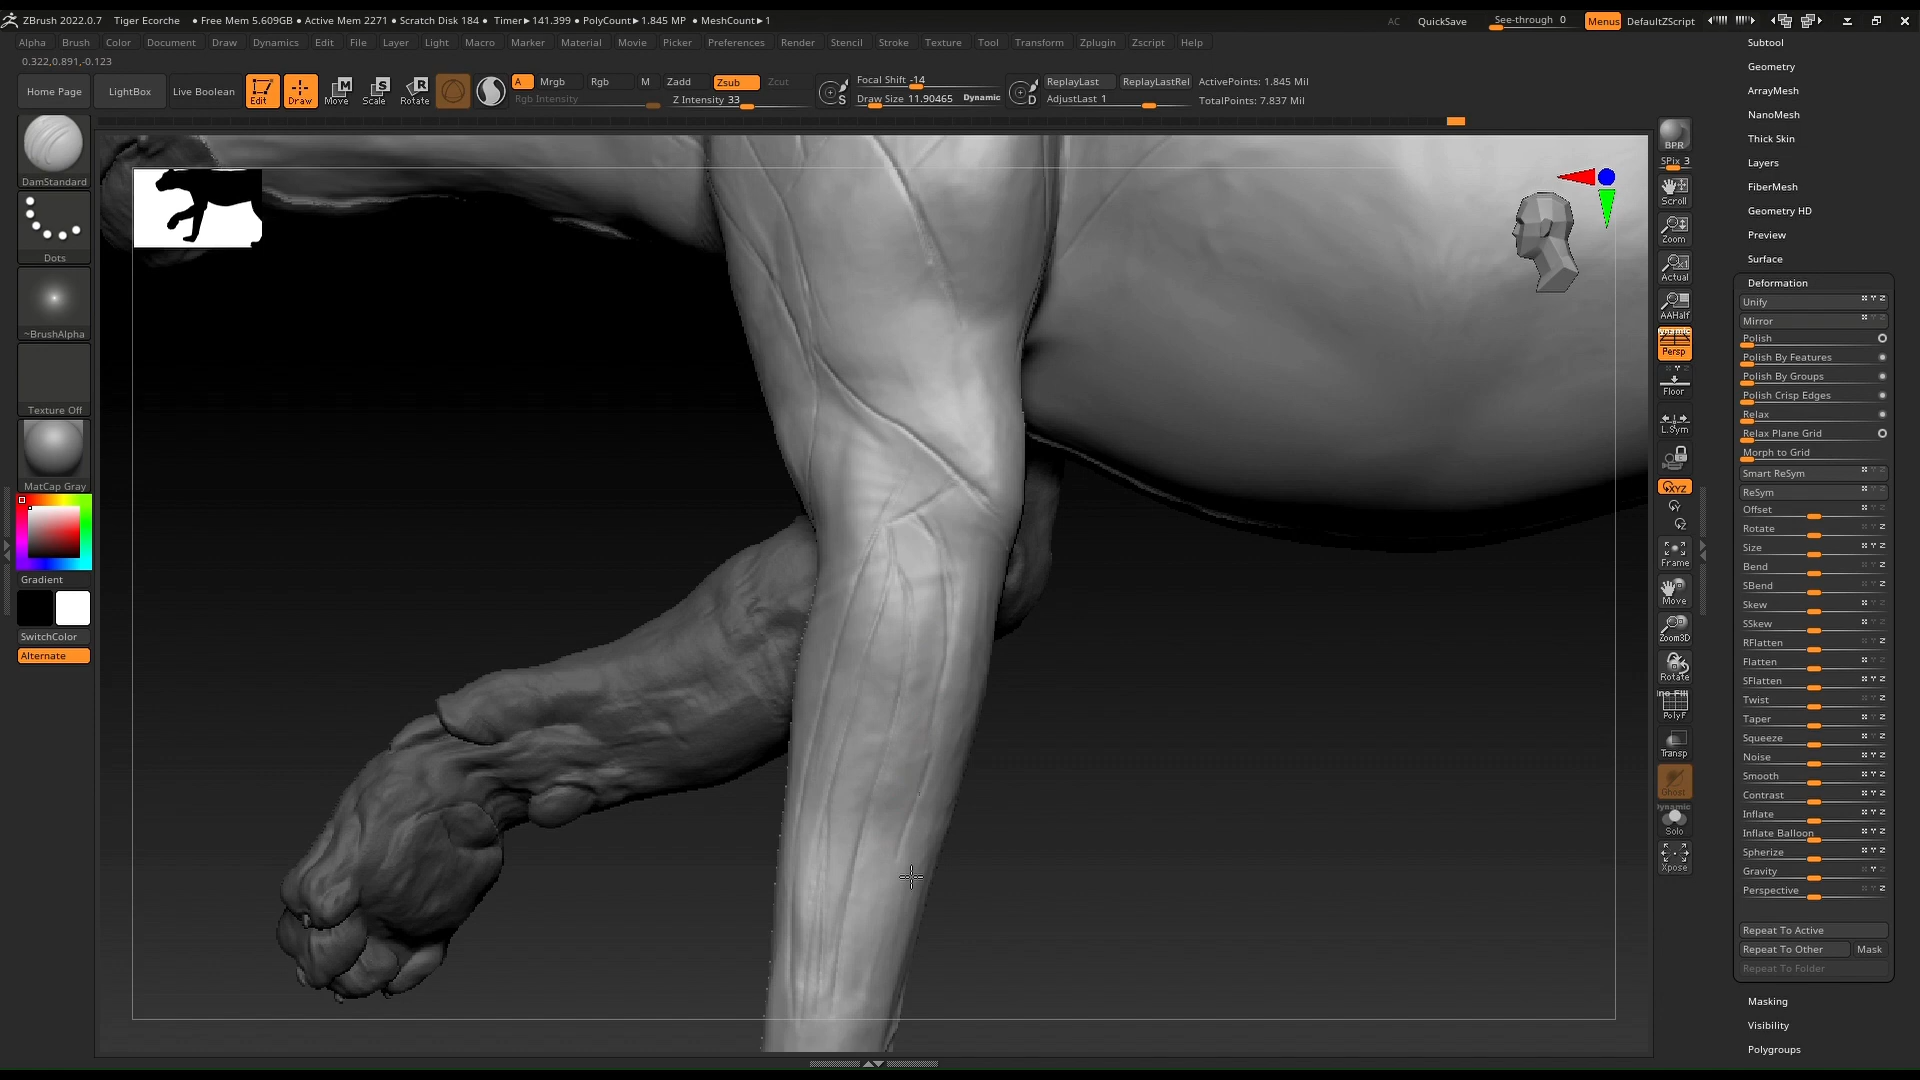 ZBrush 2022.0.7 Tiger Ecorche • Free Mem 5.609GB • Active Mem 2271 • Scratch Disk 184 • Timer▸141.399 • PolyCount▸1.845 MP • MeshCount▸1 AC QuickSave See-through 0 Menus DefaultZScript
Alpha Brush Color Document Draw Dynamics Edit File Layer Light Macro Marker Material Movie Picker Preferences Render Stencil Stroke Texture Tool Transform Zplugin Zscript Help
0.322,0.891,-0.123
Home Page LightBox Live Boolean Edit Draw Move Scale Rotate A Mrgb Rgb M Zadd Zsub Zcut
Rgb Intensity Z Intensity 33
Focal Shift -14
Draw Size 11.90465 Dynamic
ReplayLast ReplayLastRel
AdjustLast 1
ActivePoints: 1.845 Mil
TotalPoints: 7.837 Mil
DamStandard
Dots
~BrushAlpha
Texture Off
MatCap Gray
Gradient
SwitchColor
Alternate
BPR
SPix 3
Scroll
Zoom
Actual
AAHalf
Persp
Floor
L.Sym
XYZ
Y
Z
Frame
Move
Zoom3D
Rotate
PolyF
Transp
Ghost
Dynamic
Solo
Xpose
Subtool
Geometry
ArrayMesh
NanoMesh
Thick Skin
Layers
FiberMesh
Geometry HD
Preview
Surface
Deformation
Unify
Mirror
Polish
Polish By Features
Polish By Groups
Polish Crisp Edges
Relax
Relax Plane Grid
Morph to Grid
Smart ReSym
ReSym
Offset
Rotate
Size
Bend
SBend
Skew
SSkew
RFlatten
Flatten
SFlatten
Twist
Taper
Squeeze
Noise
Smooth
Contrast
Inflate
Inflate Balloon
Spherize
Gravity
Perspective
Repeat To Active
Repeat To Other Mask
Repeat To Folder
Masking
Visibility
Polygroups